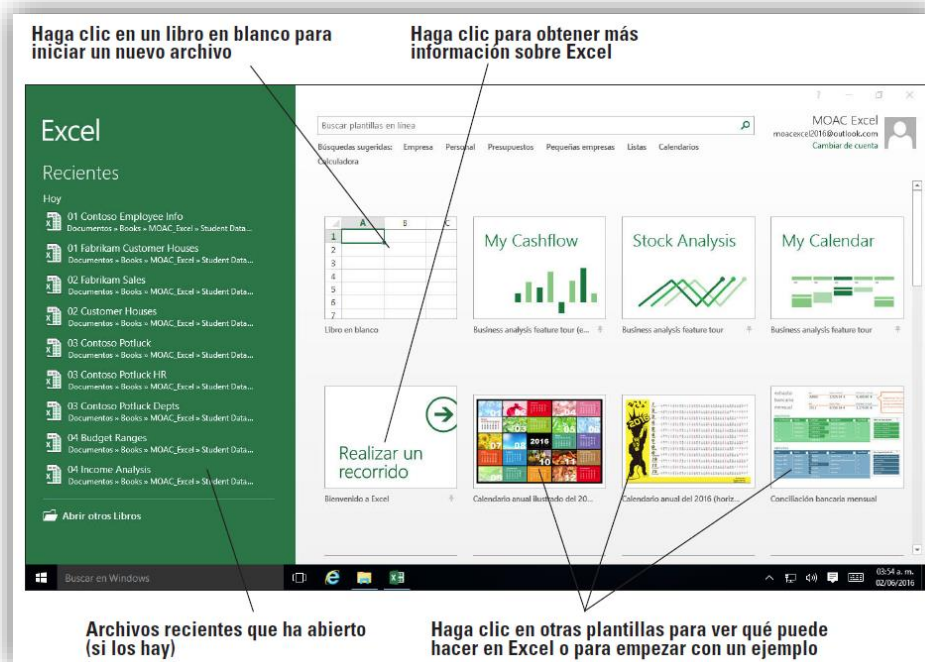 Haga clic en un libro en blanco para
iniciar un nuevo archivo
Haga clic para obtener más
información sobre Excel
Excel
Recientes
Hoy
01 Contoso Employee Info
Documentos » Books » MOAC_Excel » Student Data...
01 Fabrikam Customer Houses
Documentos » Books » MOAC_Excel » Student Data...
02 Fabrikam Sales
Documentos » Books » MOAC_Excel » Student Data...
02 Customer Houses
Documentos » Books » MOAC_Excel » Student Data...
03 Contoso Potluck
Documentos » Books » MOAC_Excel » Student Data...
03 Contoso Potluck HR
Documentos » Books » MOAC_Excel » Student Data...
03 Contoso Potluck Depts
Documentos » Books » MOAC_Excel » Student Data...
04 Budget Ranges
Documentos » Books » MOAC_Excel » Student Data...
04 Income Analysis
Documentos » Books » MOAC_Excel » Student Data...
Abrir otros Libros
Buscar plantillas en línea
Búsquedas sugeridas: Empresa Personal Presupuestos Pequeñas empresas Listas Calendarios
Calculadora
MOAC Excel
moacexcel2016@outlook.com
Cambiar de cuenta
A B C
1
2
3
4
5
6
7
Libro en blanco
My Cashflow
Business analysis feature tour (e...
Stock Analysis
Business analysis feature tour
My Calendar
Business analysis feature tour
Realizar un
recorrido
Bienvenido a Excel
2016
Calendario anual ilustrado del 20...
2016
Calendario anual del 2016 (horiz...
Conciliación bancaria mensual
Buscar en Windows
03:54 a. m.
02/06/2016
Archivos recientes que ha abierto
(si los hay)
Haga clic en otras plantillas para ver qué puede
hacer en Excel o para empezar con un ejemplo